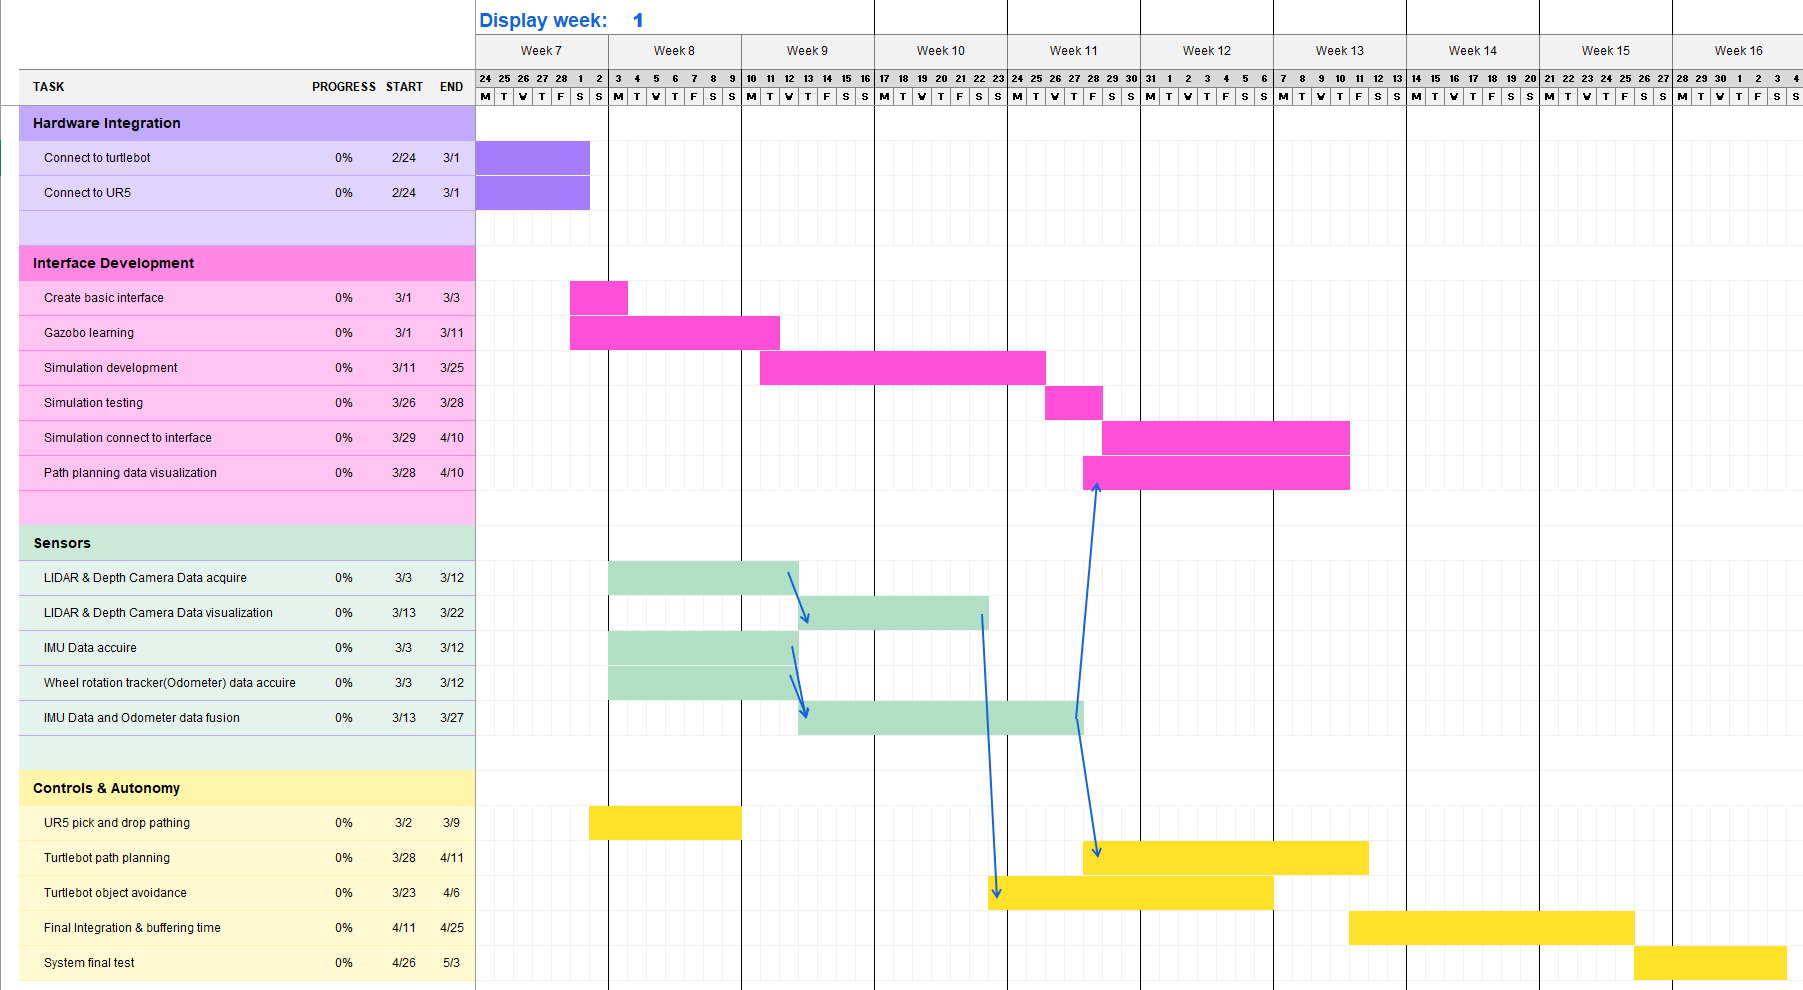 Display week: 1
Week 7 Week 8 Week 9 Week 10 Week 11 Week 12 Week 13 Week 14 Week 15 Week 16
24 25 26 27 28 1 2 3 4 5 6 7 8 9 10 11 12 13 14 15 16 17 18 19 20 21 22 23 24 25 26 27 28 29 30 31 1 2 3 4 5 6 7 8 9 10 11 12 13 14 15 16 17 18 19 20 21 22 23 24 25 26 27 28 29 30 1 2 3 4
TASK PROGRESS START END M T W T F S S M T W T F S S M T W T F S S M T W T F S S M T W T F S S M T W T F S S M T W T F S S M T W T F S S M T W T F S S M T W T F S S
Hardware Integration
Connect to turtlebot 0% 2/24 3/1
Connect to UR5 0% 2/24 3/1
Interface Development
Create basic interface 0% 3/1 3/3
Gazobo learning 0% 3/1 3/11
Simulation development 0% 3/11 3/25
Simulation testing 0% 3/26 3/28
Simulation connect to interface 0% 3/29 4/10
Path planning data visualization 0% 3/28 4/10
Sensors
LIDAR & Depth Camera Data acquire 0% 3/3 3/12
LIDAR & Depth Camera Data visualization 0% 3/13 3/22
IMU Data accuire 0% 3/3 3/12
Wheel rotation tracker(Odometer) data accuire 0% 3/3 3/12
IMU Data and Odometer data fusion 0% 3/13 3/27
Controls & Autonomy
UR5 pick and drop pathing 0% 3/2 3/9
Turtlebot path planning 0% 3/28 4/11
Turtlebot object avoidance 0% 3/23 4/6
Final Integration & buffering time 0% 4/11 4/25
System final test 0% 4/26 5/3